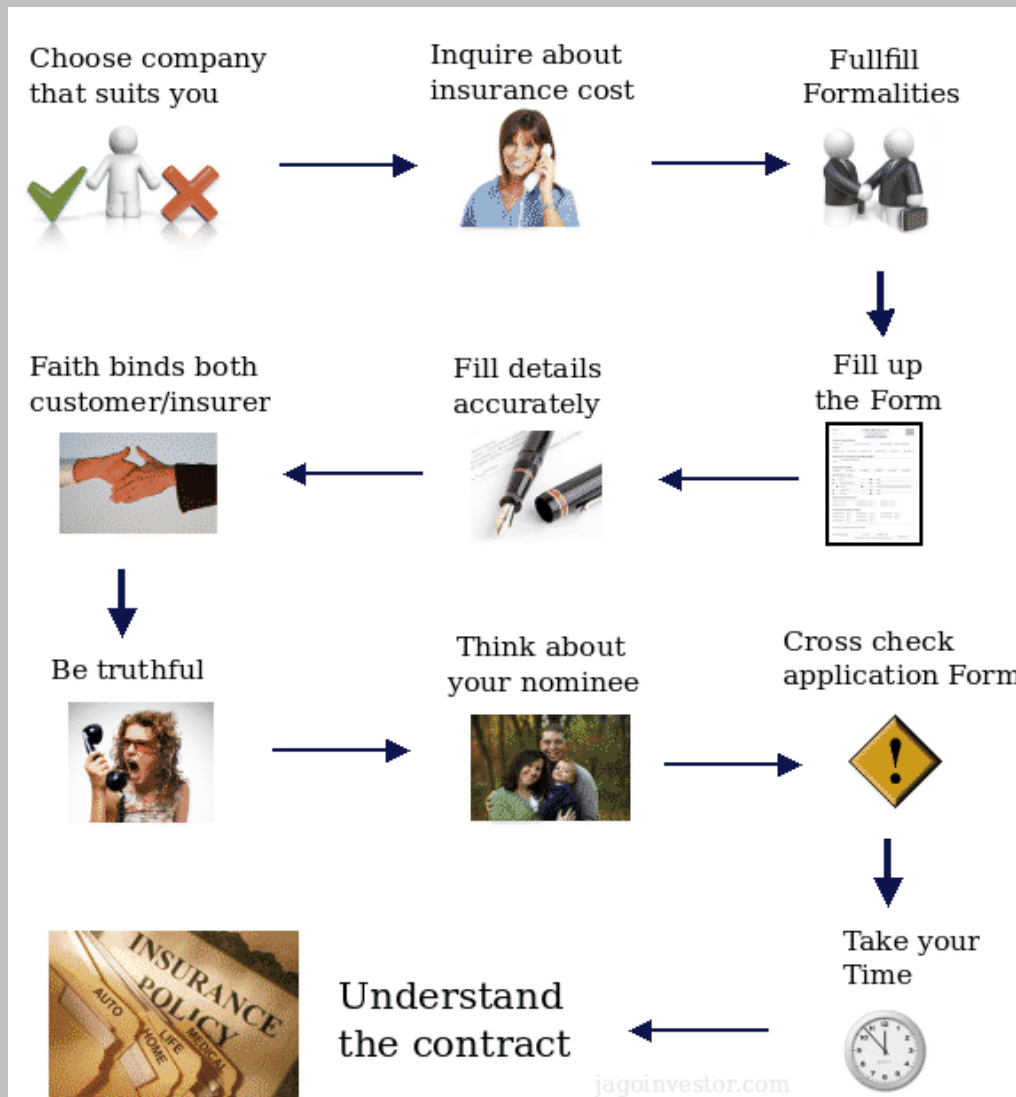 Choose company
that suits you
Inquire about
insurance cost
Fullfill
Formalities
Fill up
the Form
Fill details
accurately
Faith binds both
customer/insurer
Be truthful
Think about
your nominee
Cross check
application Form
Take your
Time
Understand
the contract
INSURANCE
POLICY
AUTO
HOME
LIFE
MEDICAL
jagoinvestor.com